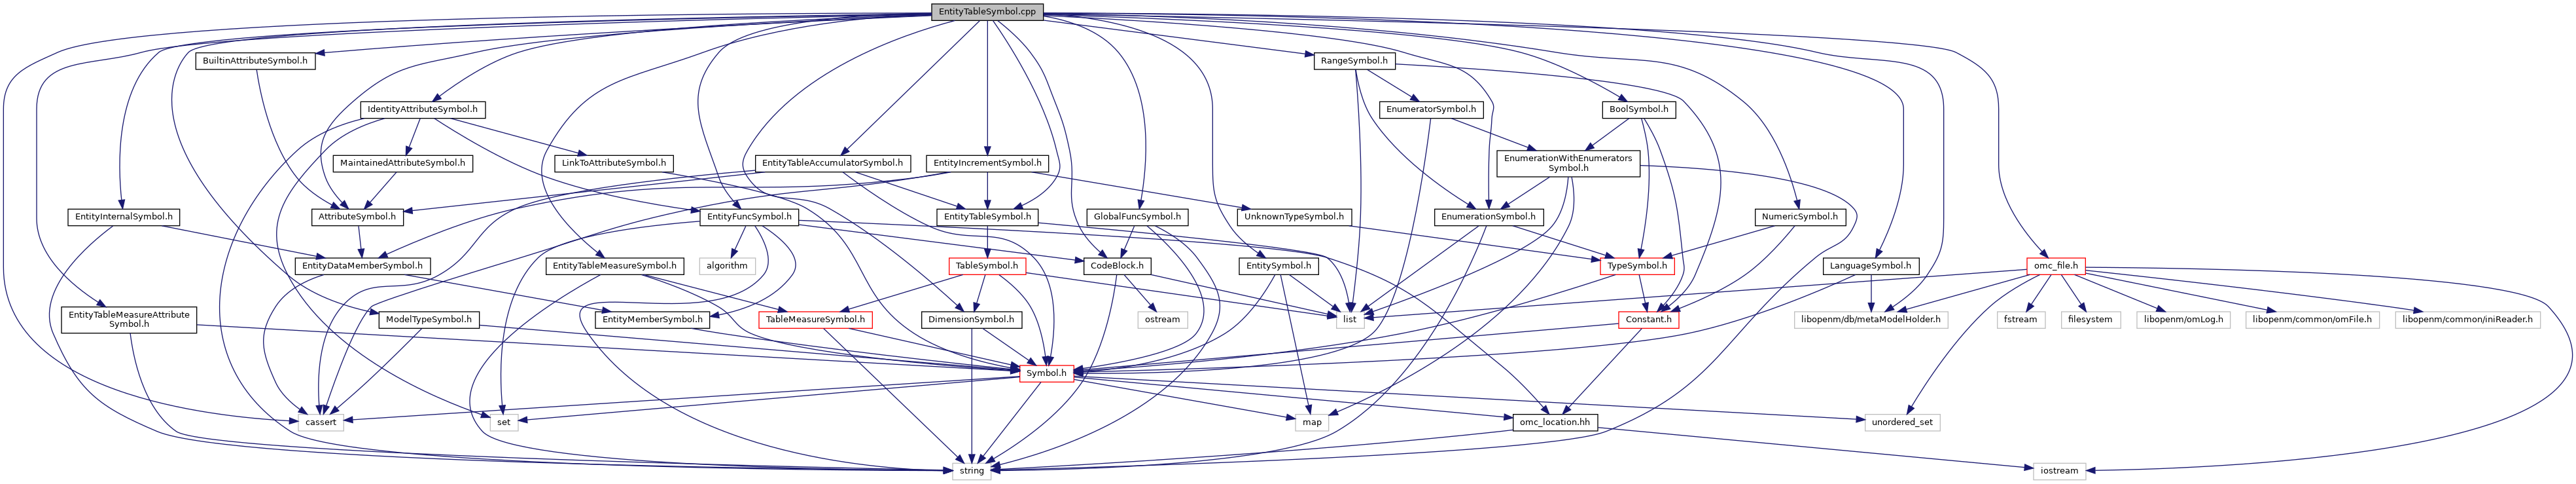 EntityTableSymbol.cpp
BuiltinAttributeSymbol.h
RangeSymbol.h
IdentityAttributeSymbol.h
EnumeratorSymbol.h
BoolSymbol.h
MaintainedAttributeSymbol.h
LinkToAttributeSymbol.h
EntityTableAccumulatorSymbol.h
EntityIncrementSymbol.h
EnumerationWithEnumerators
Symbol.h
EntityInternalSymbol.h
AttributeSymbol.h
EntityFuncSymbol.h
EntityTableSymbol.h
GlobalFuncSymbol.h
UnknownTypeSymbol.h
EnumerationSymbol.h
NumericSymbol.h
EntityDataMemberSymbol.h
EntityTableMeasureSymbol.h
algorithm
TableSymbol.h
CodeBlock.h
EntitySymbol.h
TypeSymbol.h
LanguageSymbol.h
omc_file.h
EntityTableMeasureAttribute
Symbol.h
ModelTypeSymbol.h
EntityMemberSymbol.h
TableMeasureSymbol.h
DimensionSymbol.h
ostream
list
Constant.h
libopenm/db/metaModelHolder.h
fstream
filesystem
libopenm/omLog.h
libopenm/common/omFile.h
libopenm/common/iniReader.h
Symbol.h
cassert
set
map
omc_location.hh
unordered_set
string
iostream